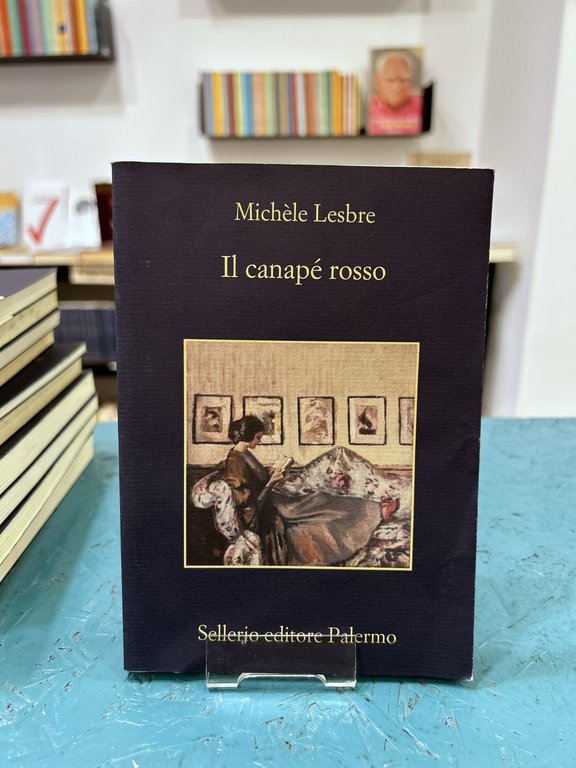 Michèle Lesbre
Il canapé rosso
Sellerio editore Palermo